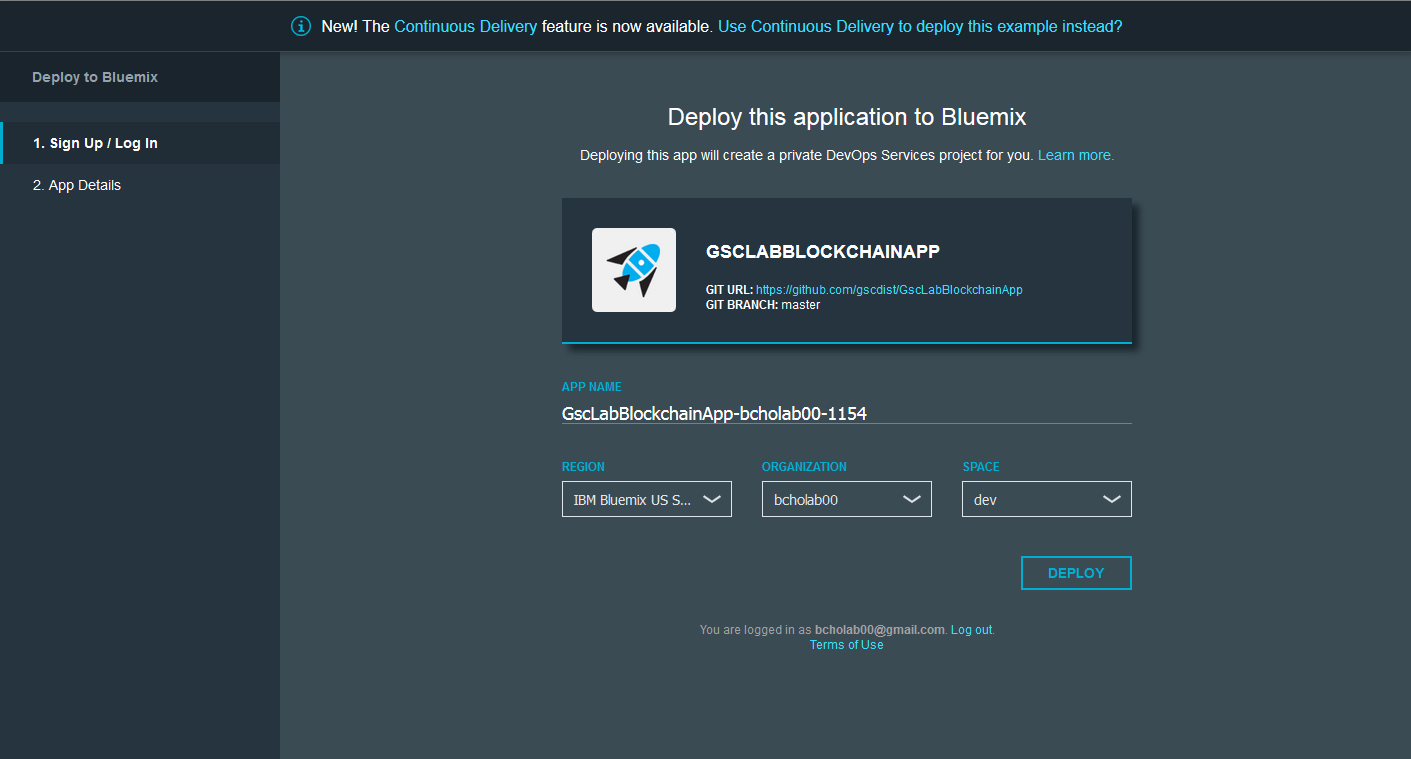 New! The Continuous Delivery feature is now available. Use Continuous Delivery to deploy this example instead?
Deploy to Bluemix
1. Sign Up / Log In
2. App Details
Deploy this application to Bluemix
Deploying this app will create a private DevOps Services project for you. Learn more.
GSCLABBLOCKCHAINAPP
GIT URL: https://github.com/gscdist/GscLabBlockchainApp
GIT BRANCH: master
APP NAME
GscLabBlockchainApp-bcholab00-1154
REGION ORGANIZATION SPACE
IBM Bluemix US S... bcholab00 dev
DEPLOY
You are logged in as bcholab00@gmail.com. Log out.
Terms of Use